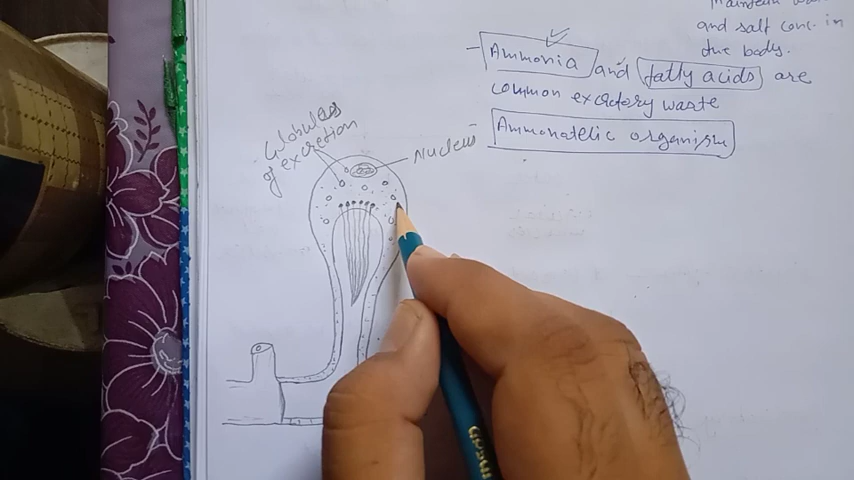 Maintain
and salt conc. in
the body.
- Ammonia and fatty acids are
common excretory waste
Ammonotelic organism
Globules
of excretion
Nucleus